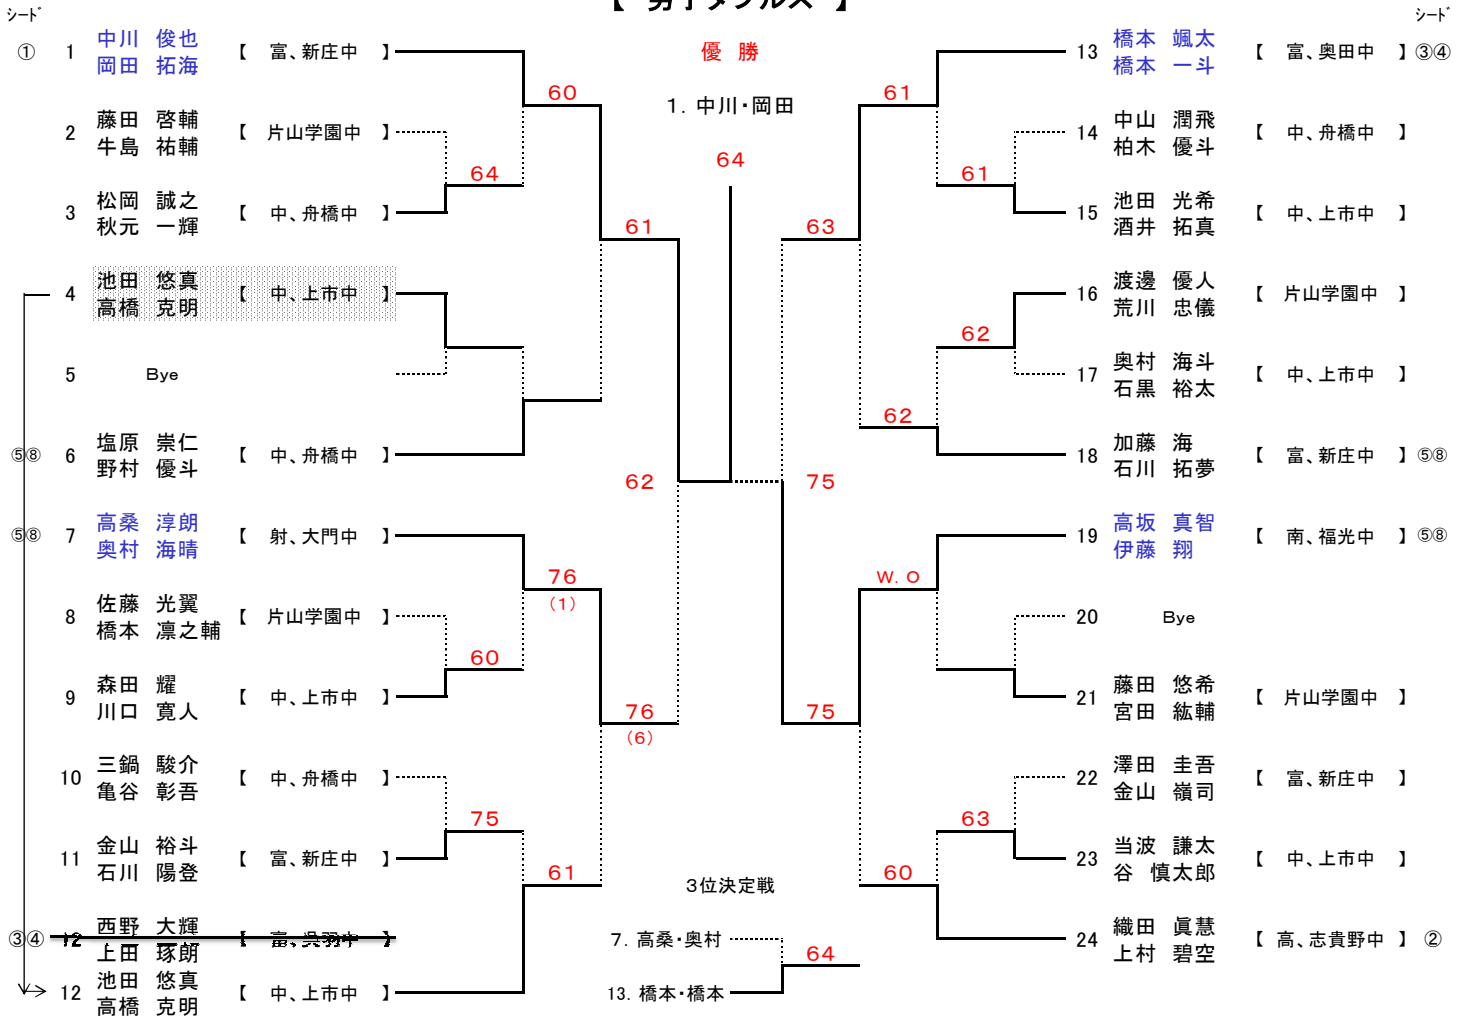 【 男子ダブルス 】
シード
シード
① 1 中川 俊也 【 富、新庄中 】
岡田 拓海
2 藤田 啓輔 【 片山学園中 】
牛島 祐輔
3 松岡 誠之 【 中、舟橋中 】
秋元 一輝
4 池田 悠真 【 中、上市中 】
高橋 克明
5 Bye
⑤⑧ 6 塩原 崇仁 【 中、舟橋中 】
野村 優斗
⑤⑧ 7 高桑 淳朗 【 射、大門中 】
奥村 海晴
8 佐藤 光翼 【 片山学園中 】
橋本 凛之輔
9 森田 耀 【 中、上市中 】
川口 寛人
10 三鍋 駿介 【 中、舟橋中 】
亀谷 彰吾
11 金山 裕斗 【 富、新庄中 】
石川 陽登
③④ 12 西野 大輝 【 富、呉羽中 】
上田 琢朗
12 池田 悠真 【 中、上市中 】
高橋 克明
60
64
61
62
76
(1)
60
76
(6)
75
61
優 勝
1. 中川・岡田
64
3位決定戦
7. 高桑・奥村
64
13. 橋本・橋本
61
61
63
62
62
75
W. O
75
63
60
13 橋本 颯太 【 富、奥田中 】 ③④
橋本 一斗
14 中山 潤飛 【 中、舟橋中 】
柏木 優斗
15 池田 光希 【 中、上市中 】
酒井 拓真
16 渡邊 優人 【 片山学園中 】
荒川 忠儀
17 奥村 海斗 【 中、上市中 】
石黒 裕太
18 加藤 海 【 富、新庄中 】 ⑤⑧
石川 拓夢
19 高坂 真智 【 南、福光中 】 ⑤⑧
伊藤 翔
20 Bye
21 藤田 悠希 【 片山学園中 】
宮田 紘輔
22 澤田 圭吾 【 富、新庄中 】
金山 嶺司
23 当波 謙太 【 中、上市中 】
谷 慎太郎
24 織田 眞慧 【 高、志貴野中 】 ②
上村 碧空